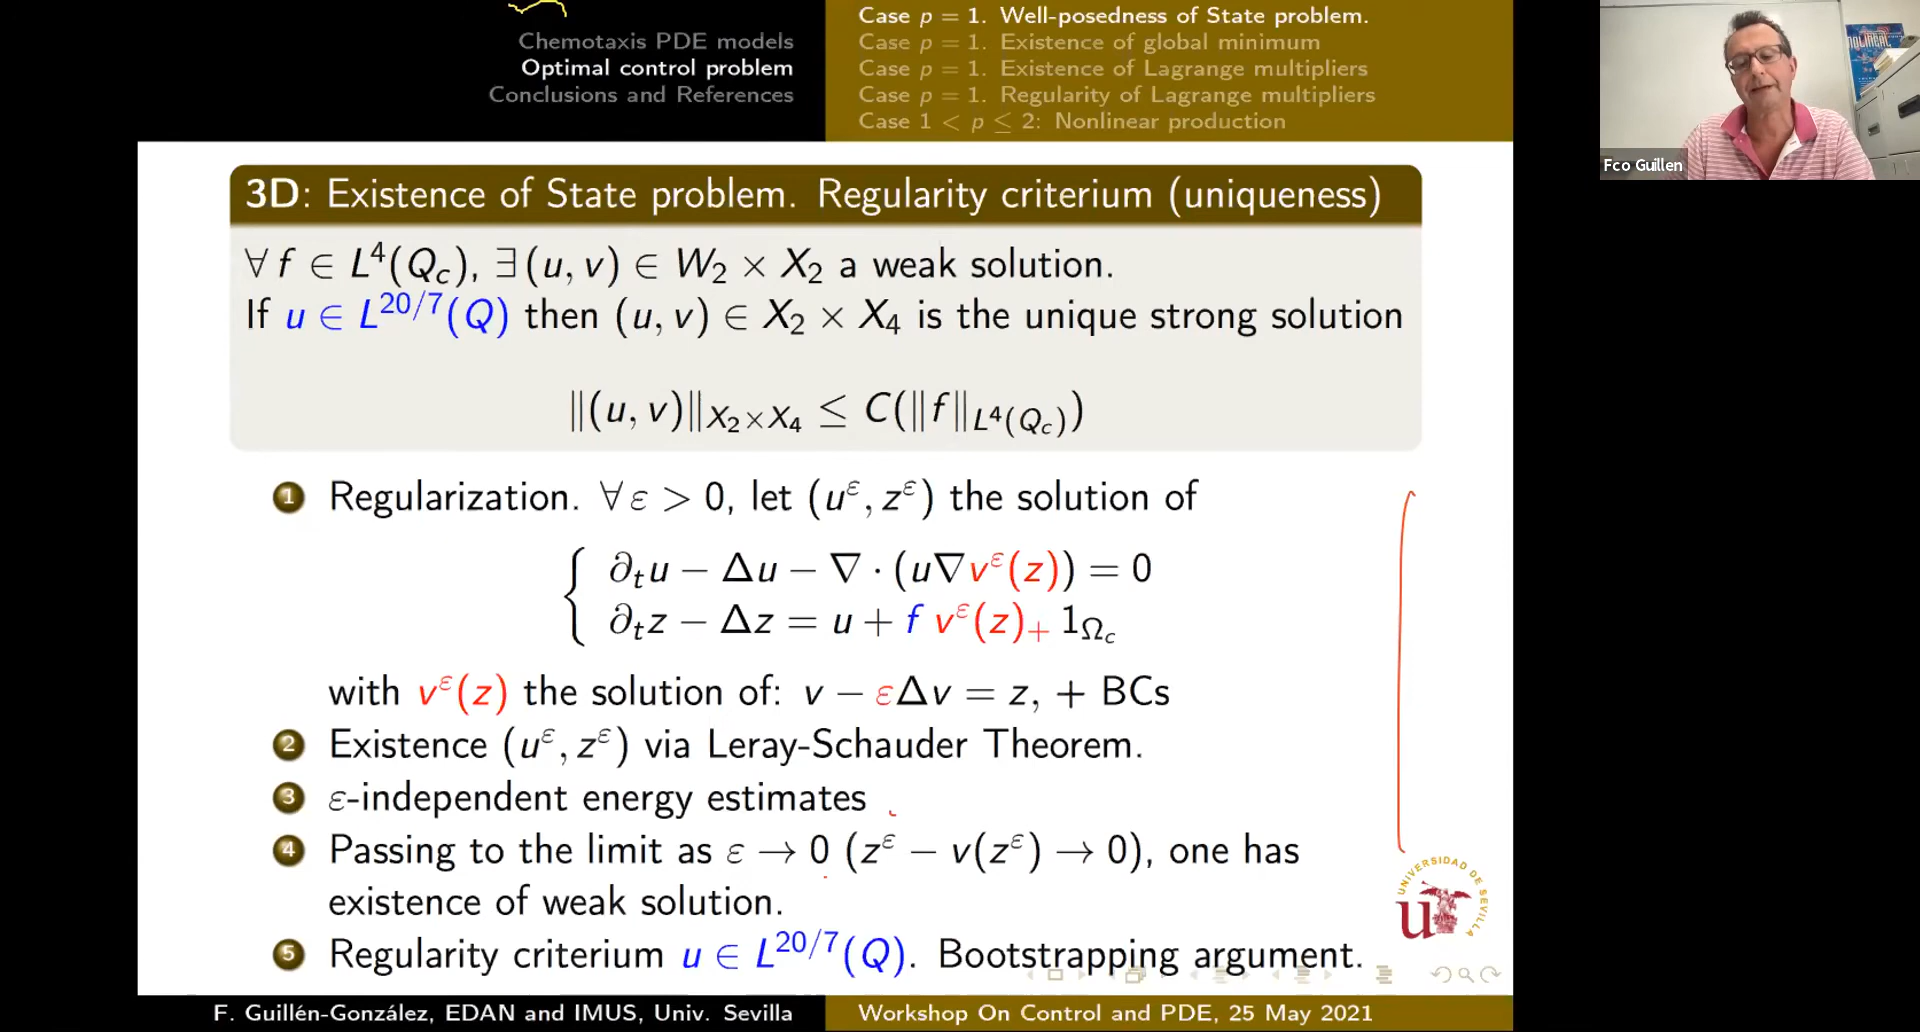 Chemotaxis PDE models
Optimal control problem
Conclusions and References
Case p = 1. Well-posedness of State problem.
Case p = 1. Existence of global minimum
Case p = 1. Existence of Lagrange multipliers
Case p = 1. Regularity of Lagrange multipliers
Case 1 < p ≤ 2: Nonlinear production
Fco Guillen
3D: Existence of State problem. Regularity criterium (uniqueness)
∀ f ∈ L⁴(Q_c), ∃ (u, v) ∈ W₂ × X₂ a weak solution.
If u ∈ L^{20/7}(Q) then (u, v) ∈ X₂ × X₄ is the unique strong solution
‖(u, v)‖_{X₂×X₄} ≤ C(‖f‖_{L⁴(Q_c)})
1 Regularization. ∀ ε > 0, let (u^ε, z^ε) the solution of
∂_t u − Δu − ∇ · (u∇v^ε(z)) = 0
∂_t z − Δz = u + f v^ε(z)₊ 1_{Ω_c}
with v^ε(z) the solution of: v − εΔv = z, + BCs
2 Existence (u^ε, z^ε) via Leray-Schauder Theorem.
3 ε-independent energy estimates
4 Passing to the limit as ε → 0 (z^ε − v(z^ε) → 0), one has
existence of weak solution.
5 Regularity criterium u ∈ L^{20/7}(Q). Bootstrapping argument.
UNIVERSIDAD DE SEVILLA
F. Guillén-González, EDAN and IMUS, Univ. Sevilla
Workshop On Control and PDE, 25 May 2021